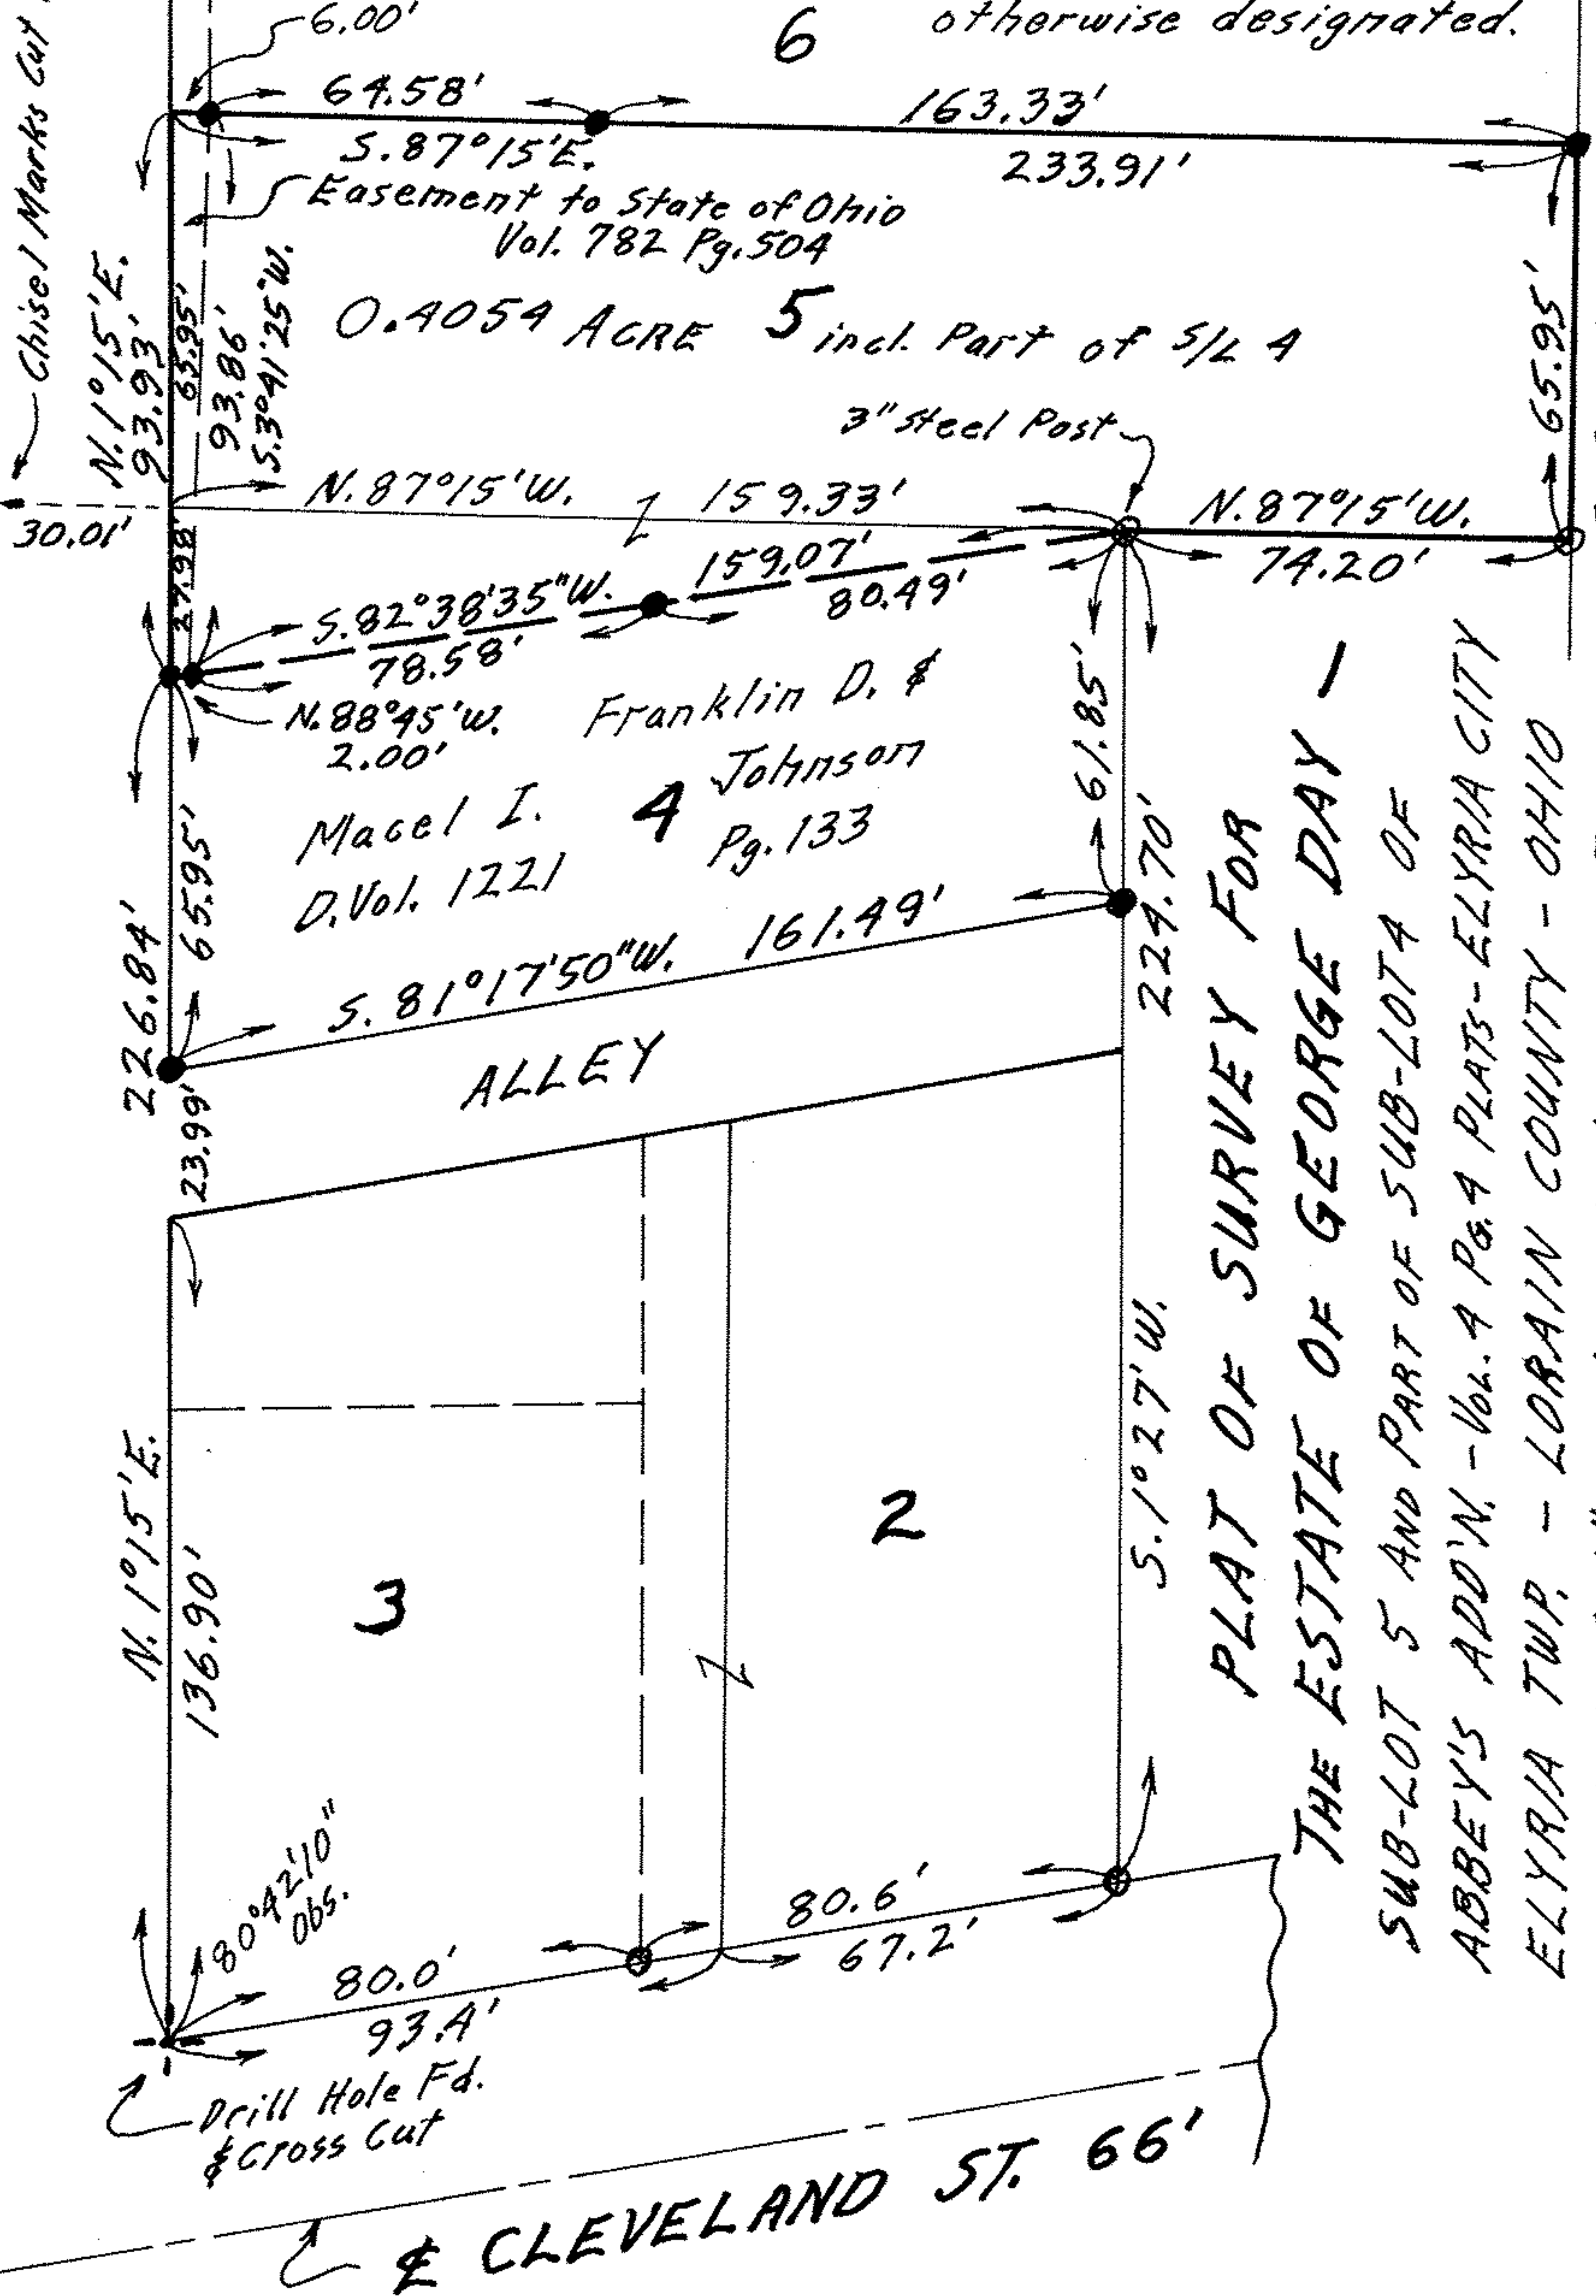 6.00'
6
otherwise designated.
Chisel Marks Cut
64.58'
163.33'
S. 87°15'E.
233.91'
Easement to State of Ohio
Vol. 782 Pg. 504
N. 1°15'E.
93.93'
65.95'
93.86'
S.3°41'25"W.
0.4054 ACRE 5 incl. Part of S/L 4
65.95'
3" Steel Post
30.01'
N. 87°15'W.
159.33'
N. 87°15'W.
74.20'
27.98'
159.07'
S. 82°38'35"W.
80.49'
78.58'
N. 88°45'W.
2.00'
Franklin D. &
Macel I. 4 Johnson
D. Vol. 1221 Pg. 133
61.85'
224.70'
226.84'
65.95'
S. 81°17'50"W. 161.49'
ALLEY
23.99'
S. 1°27'W.
N. 1°15'E.
136.90'
3
2
80°42'10"
Obs.
80.0'
93.4'
80.6'
67.2'
Drill Hole Fd.
& Cross Cut
℄ CLEVELAND ST. 66'
PLAT OF SURVEY FOR
THE ESTATE OF GEORGE DAY -
SUB-LOT 5 AND PART OF SUB-LOT 4 OF
ABBEY'S ADD'N. - VOL. 4 PG. 4 PLATS - ELYRIA CITY
ELYRIA TWP. - LORAIN COUNTY - OHIO